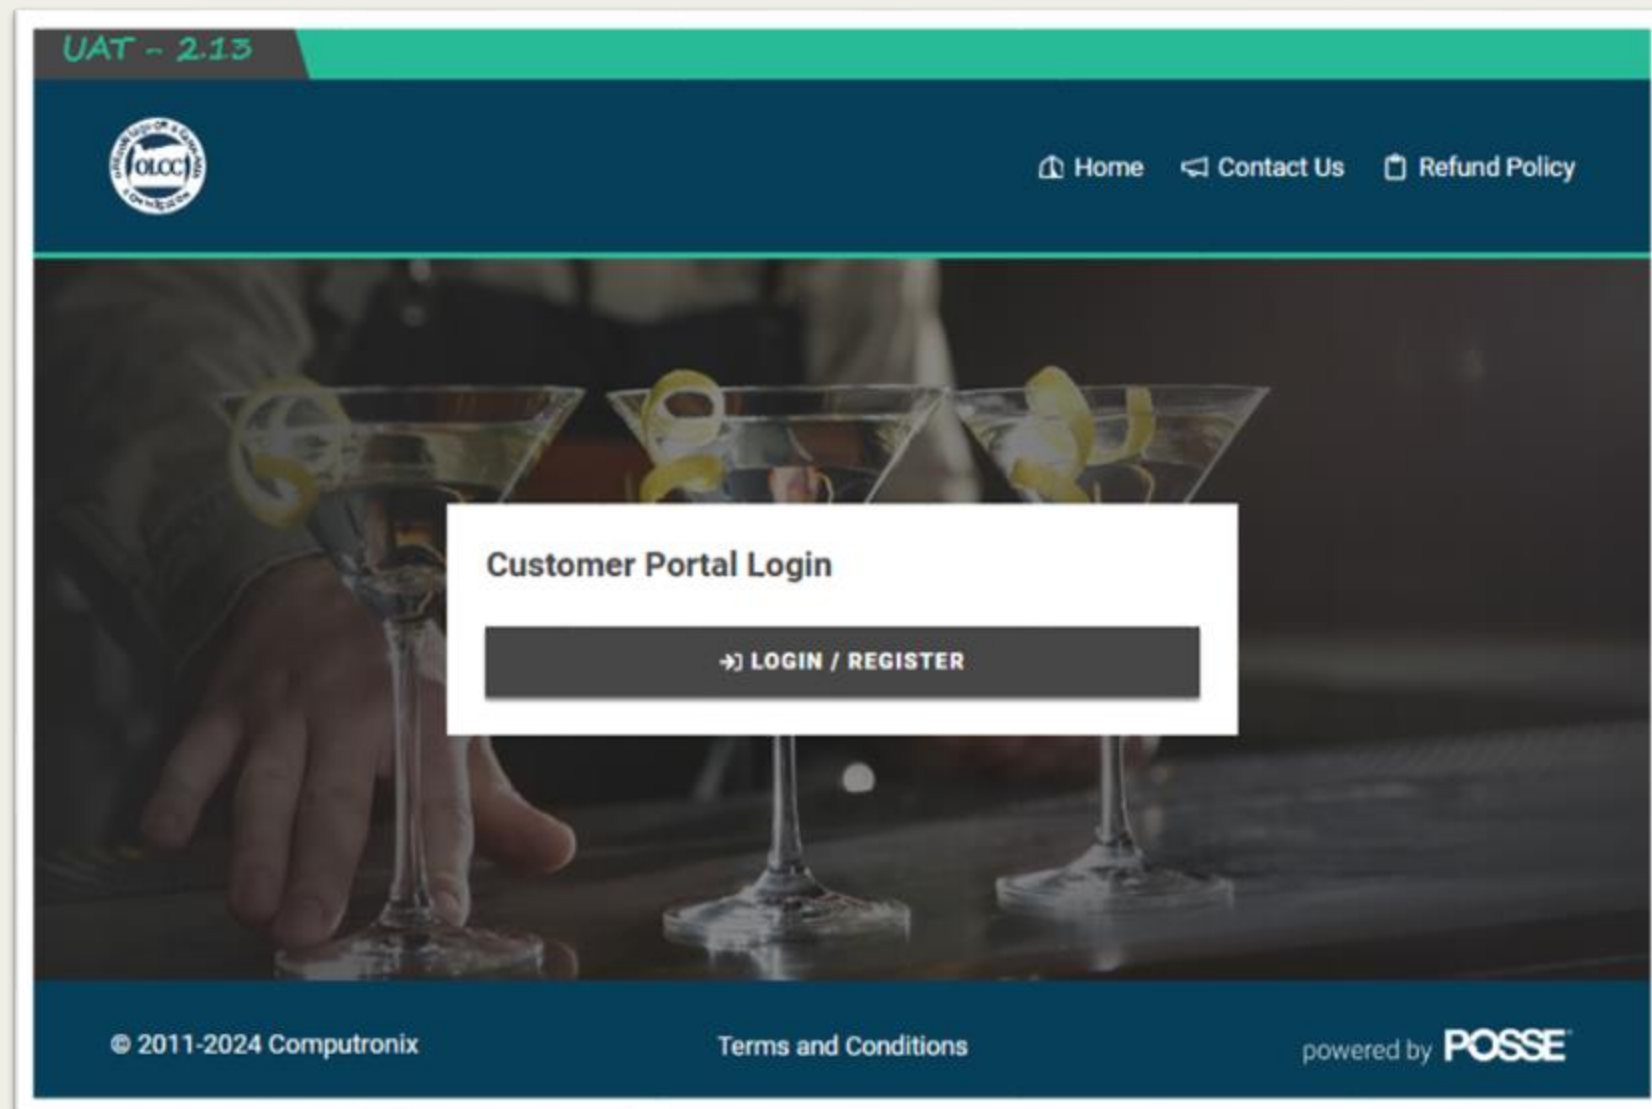 UAT - 2.13
OLCC
Home Contact Us Refund Policy
Customer Portal Login
LOGIN / REGISTER
© 2011-2024 Computronix
Terms and Conditions
powered by POSSE